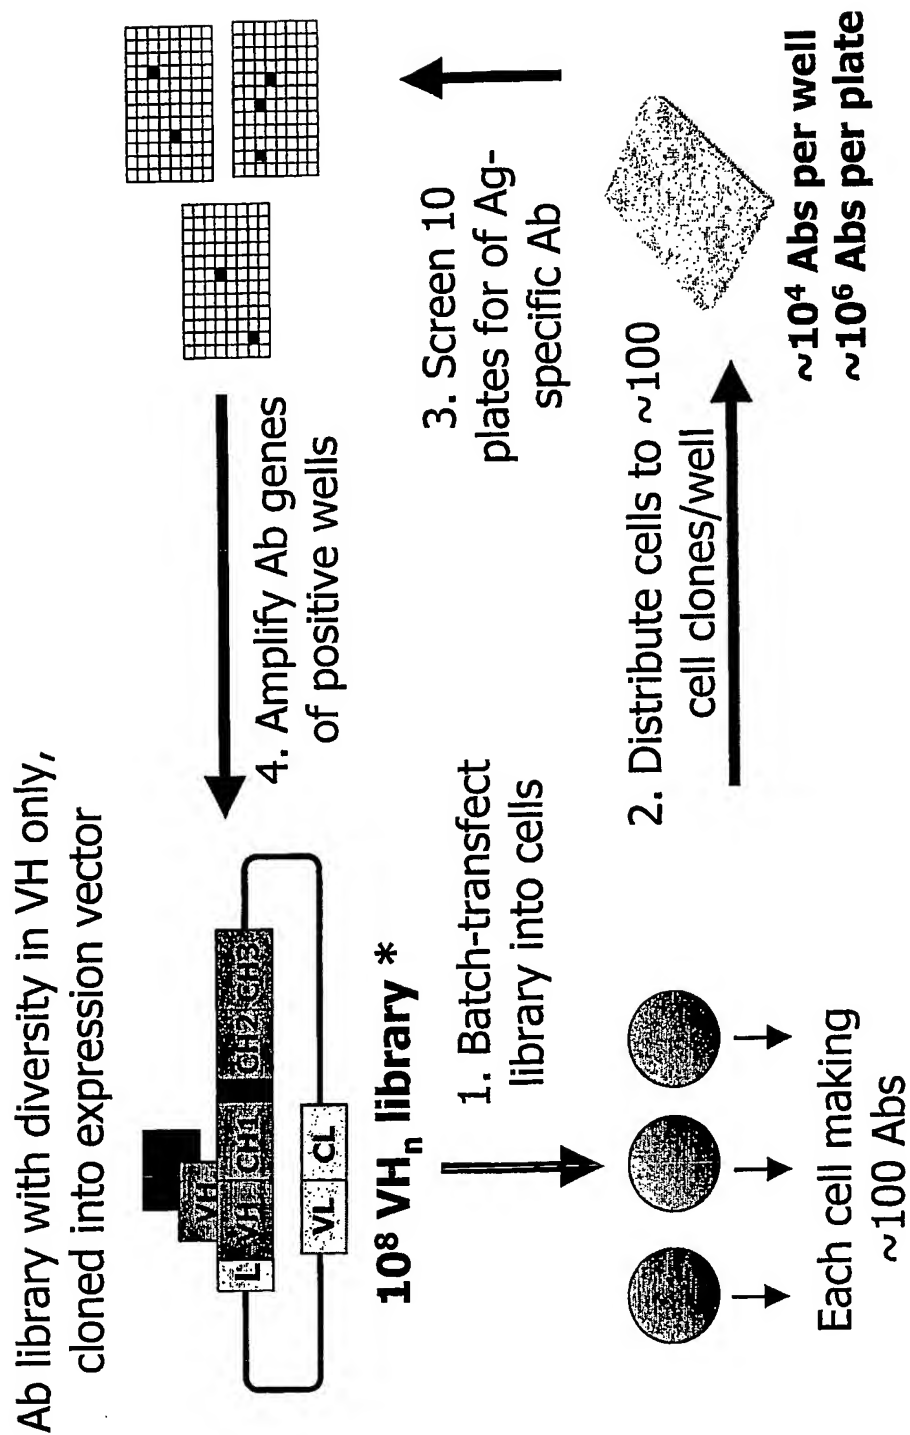 Ab library with diversity in VH only,
cloned into expression vector
VH
L VH CH1 CH2 CH3
VL CL
10⁸ VHₙ library *
1. Batch-transfect
library into cells
Each cell making
~100 Abs
2. Distribute cells to ~100
cell clones/well
~10⁴ Abs per well
~10⁶ Abs per plate
3. Screen 10
plates for of Ag-
specific Ab
4. Amplify Ab genes
of positive wells